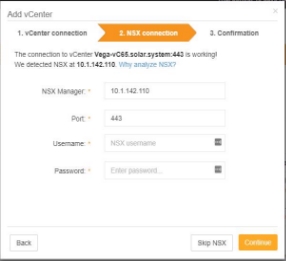 Add vCenter
×
1. vCenter connection
2. NSX connection
3. Confirmation
The connection to vCenter Vega-vC65.solar.system:443 is working!
We detected NSX at 10.1.142.110. Why analyze NSX?
NSX Manager: * 10.1.142.110
Port: * 443
Username: * NSX username
Password: * Enter password...
Back
Skip NSX
Continue